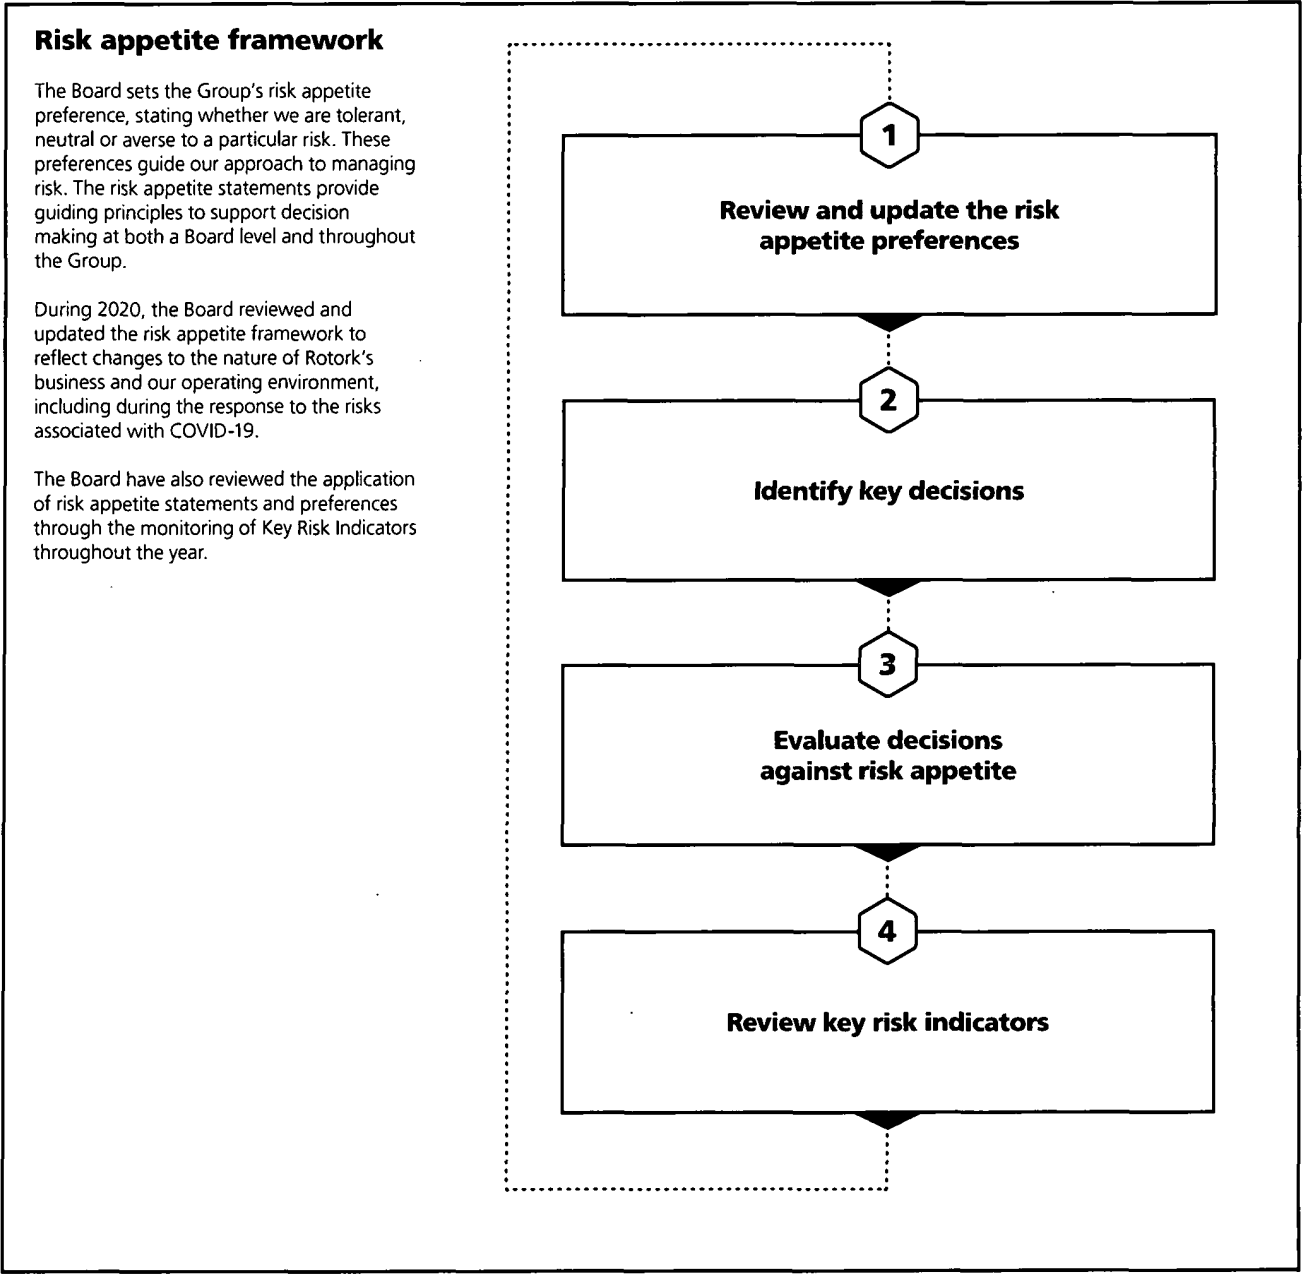 Risk appetite framework
The Board sets the Group's risk appetite
preference, stating whether we are tolerant,
neutral or averse to a particular risk. These
preferences guide our approach to managing
risk. The risk appetite statements provide
guiding principles to support decision
making at both a Board level and throughout
the Group.
During 2020, the Board reviewed and
updated the risk appetite framework to
reflect changes to the nature of Rotork's
business and our operating environment,
including during the response to the risks
associated with COVID-19.
The Board have also reviewed the application
of risk appetite statements and preferences
through the monitoring of Key Risk Indicators
throughout the year.
1
Review and update the risk
appetite preferences
2
Identify key decisions
3
Evaluate decisions
against risk appetite
4
Review key risk indicators